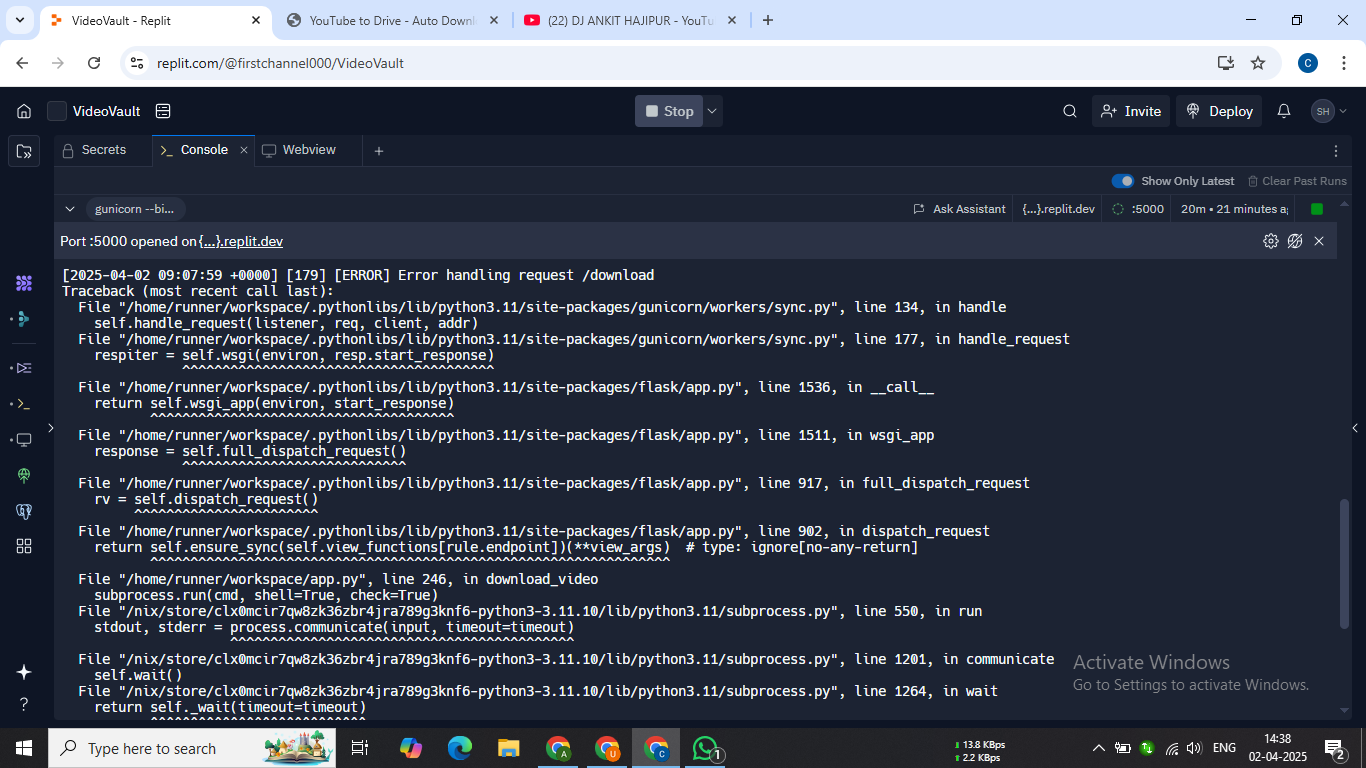 VideoVault - Replit
YouTube to Drive - Auto Downl
(22) DJ ANKIT HAJIPUR - YouTu
replit.com/@firstchannel000/VideoVault
C
VideoVault
Stop
Invite
Deploy
SH
Secrets
Console
Webview
Show Only Latest
Clear Past Runs
gunicorn --bi...
Ask Assistant
{...}.replit.dev
:5000
20m • 21 minutes a
Port :5000 opened on {...}.replit.dev
[2025-04-02 09:07:59 +0000] [179] [ERROR] Error handling request /download
Traceback (most recent call last):
File "/home/runner/workspace/.pythonlibs/lib/python3.11/site-packages/gunicorn/workers/sync.py", line 134, in handle
self.handle_request(listener, req, client, addr)
File "/home/runner/workspace/.pythonlibs/lib/python3.11/site-packages/gunicorn/workers/sync.py", line 177, in handle_request
respiter = self.wsgi(environ, resp.start_response)
^^^^^^^^^^^^^^^^^^^^^^^^^^^^^^^^^^^^^^^
File "/home/runner/workspace/.pythonlibs/lib/python3.11/site-packages/flask/app.py", line 1536, in __call__
return self.wsgi_app(environ, start_response)
^^^^^^^^^^^^^^^^^^^^^^^^^^^^^^^^^^^^^^
File "/home/runner/workspace/.pythonlibs/lib/python3.11/site-packages/flask/app.py", line 1511, in wsgi_app
response = self.full_dispatch_request()
^^^^^^^^^^^^^^^^^^^^^^^^^^^^
File "/home/runner/workspace/.pythonlibs/lib/python3.11/site-packages/flask/app.py", line 917, in full_dispatch_request
rv = self.dispatch_request()
^^^^^^^^^^^^^^^^^^^^^^^
File "/home/runner/workspace/.pythonlibs/lib/python3.11/site-packages/flask/app.py", line 902, in dispatch_request
return self.ensure_sync(self.view_functions[rule.endpoint])(**view_args)  # type: ignore[no-any-return]
^^^^^^^^^^^^^^^^^^^^^^^^^^^^^^^^^^^^^^^^^^^^^^^^^^^^^^^^^^^^^^^^^
File "/home/runner/workspace/app.py", line 246, in download_video
subprocess.run(cmd, shell=True, check=True)
File "/nix/store/clx0mcir7qw8zk36zbr4jra789g3knf6-python3-3.11.10/lib/python3.11/subprocess.py", line 550, in run
stdout, stderr = process.communicate(input, timeout=timeout)
^^^^^^^^^^^^^^^^^^^^^^^^^^^^^^^^^^^^^^^^^^^
File "/nix/store/clx0mcir7qw8zk36zbr4jra789g3knf6-python3-3.11.10/lib/python3.11/subprocess.py", line 1201, in communicate
self.wait()
File "/nix/store/clx0mcir7qw8zk36zbr4jra789g3knf6-python3-3.11.10/lib/python3.11/subprocess.py", line 1264, in wait
return self._wait(timeout=timeout)
^^^^^^^^^^^^^^^^^^^^^^^^^^^
Activate Windows
Go to Settings to activate Windows.
Type here to search
A
U
C
1
13.8 KBps
2.2 KBps
ENG
14:38
02-04-2025
2